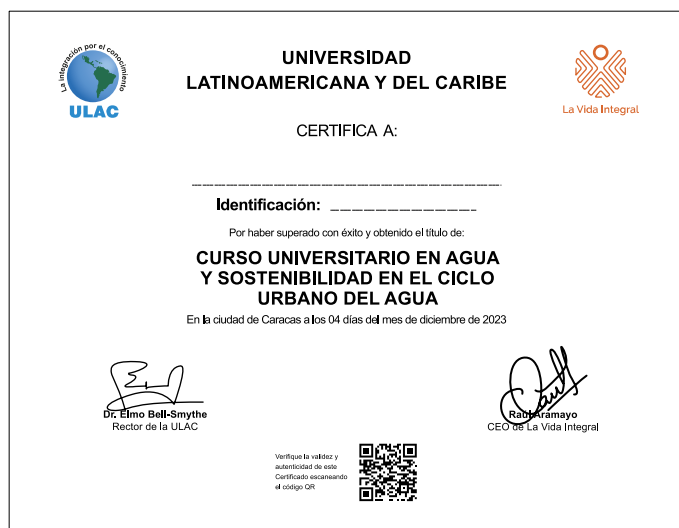 La integración por el conocimiento
ULAC
UNIVERSIDAD
LATINOAMERICANA Y DEL CARIBE
La Vida Integral
CERTIFICA A:
Identificación:
Por haber superado con éxito y obtenido el título de:
CURSO UNIVERSITARIO EN AGUA
Y SOSTENIBILIDAD EN EL CICLO
URBANO DEL AGUA
En la ciudad de Caracas a los 04 días del mes de diciembre de 2023
Dr. Elmo Bell-Smythe
Rector de la ULAC
Raúl Aramayo
CEO de La Vida Integral
Verifique la validez y
autenticidad de este
Certificado escaneando
el código QR